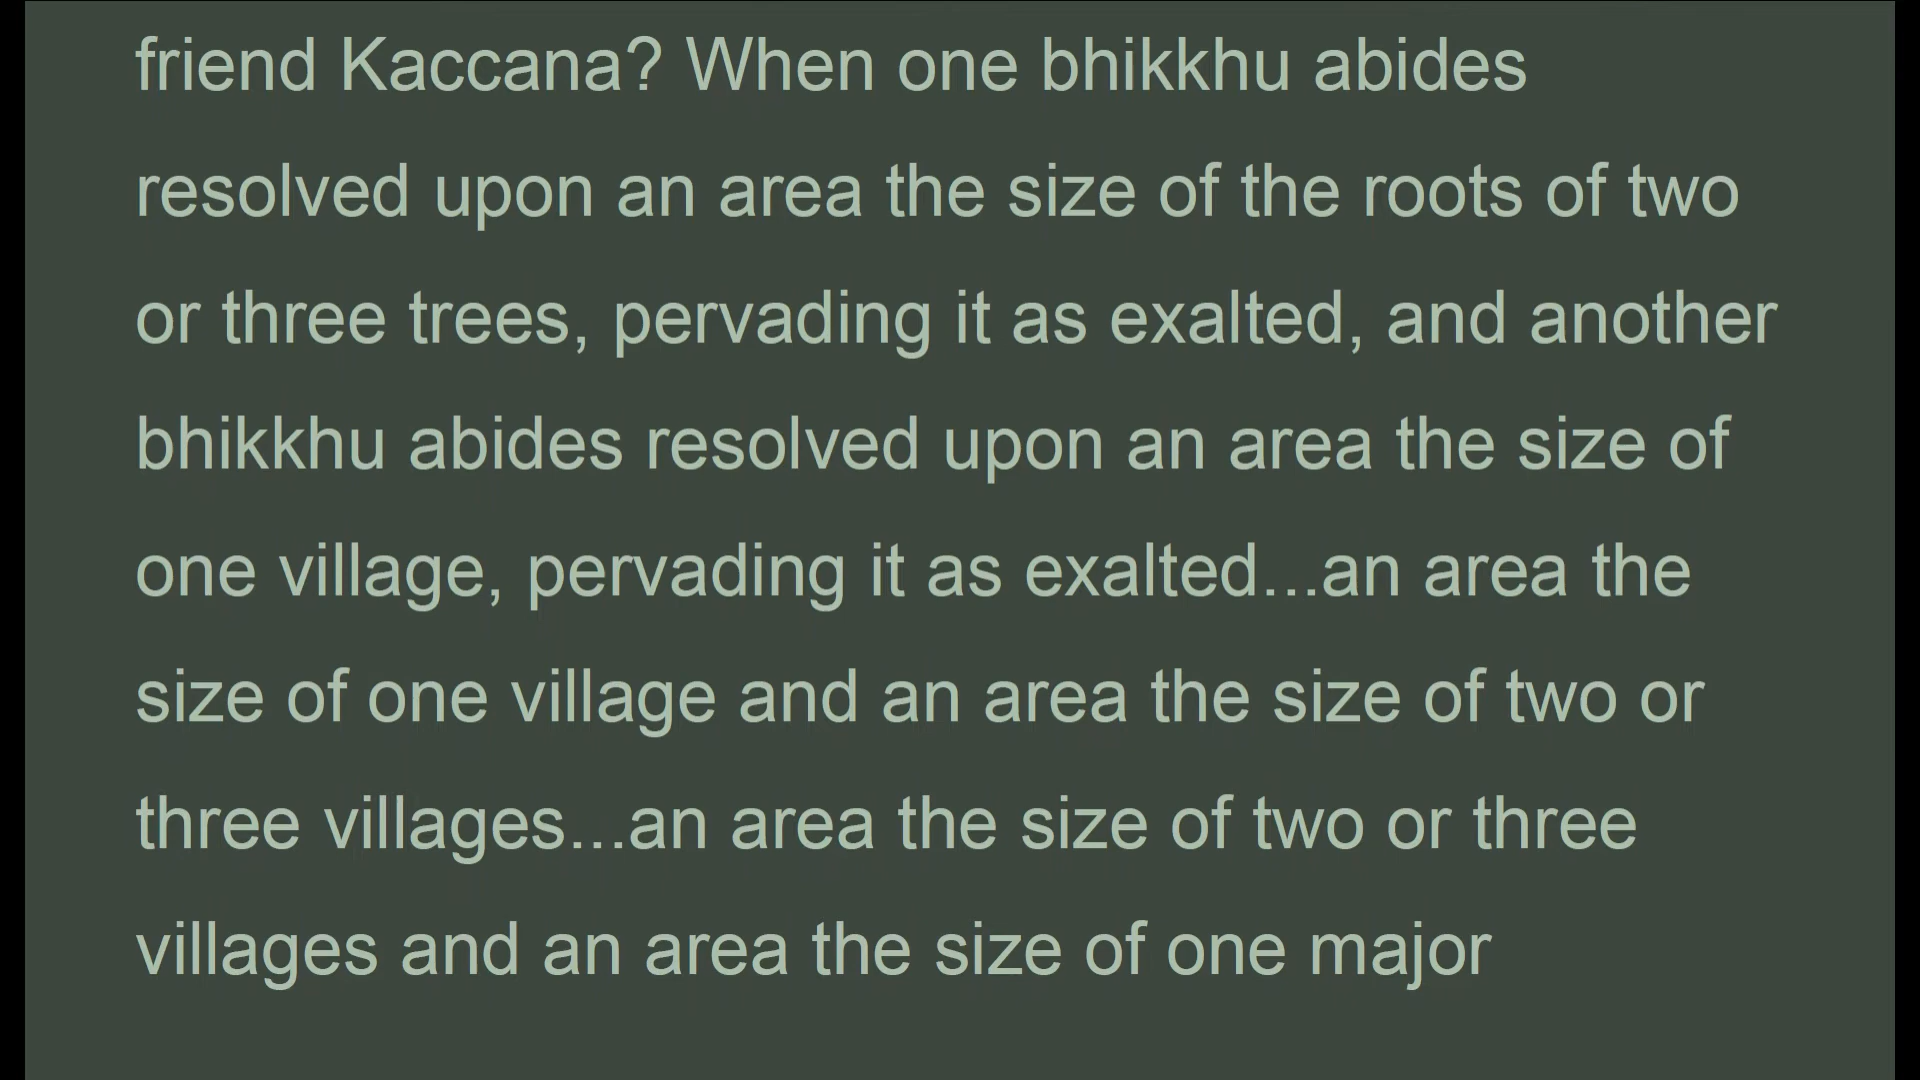 friend Kaccana? When one bhikkhu abides
resolved upon an area the size of the roots of two
or three trees, pervading it as exalted, and another
bhikkhu abides resolved upon an area the size of
one village, pervading it as exalted...an area the
size of one village and an area the size of two or
three villages...an area the size of two or three
villages and an area the size of one major